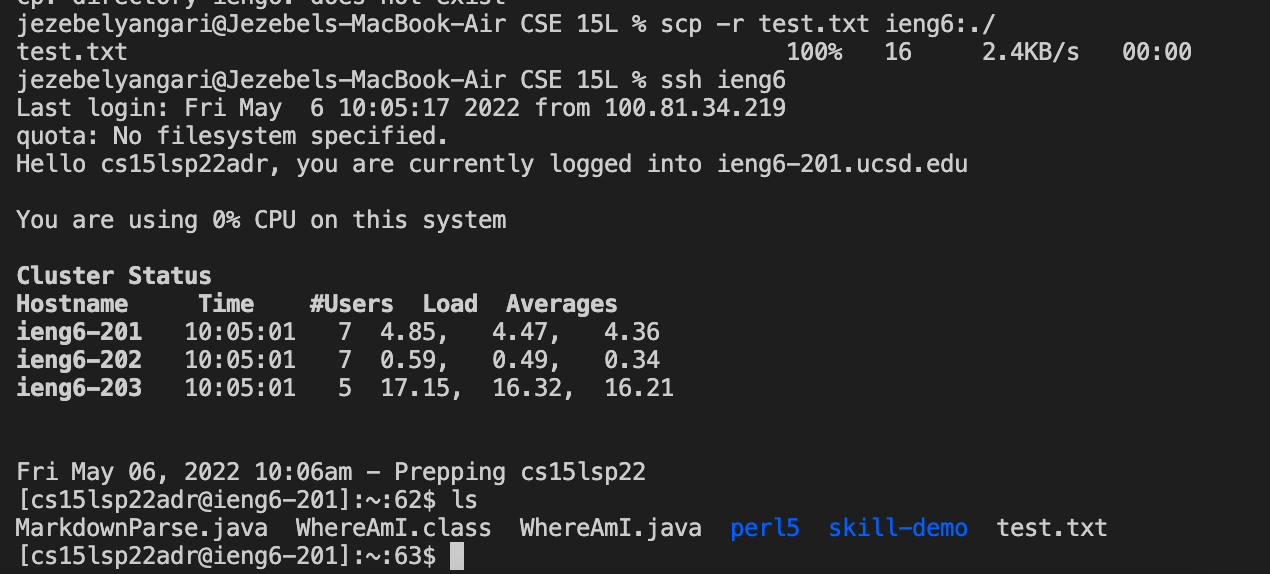 cp: directory ieng6: does not exist
jezebelyangari@Jezebels-MacBook-Air CSE 15L % scp -r test.txt ieng6:./
test.txt                                               100%   16     2.4KB/s   00:00
jezebelyangari@Jezebels-MacBook-Air CSE 15L % ssh ieng6
Last login: Fri May  6 10:05:17 2022 from 100.81.34.219
quota: No filesystem specified.
Hello cs15lsp22adr, you are currently logged into ieng6-201.ucsd.edu
You are using 0% CPU on this system
Cluster Status
Hostname     Time    #Users  Load  Averages
ieng6-201   10:05:01   7  4.85,   4.47,   4.36
ieng6-202   10:05:01   7  0.59,   0.49,   0.34
ieng6-203   10:05:01   5  17.15,  16.32,  16.21
Fri May 06, 2022 10:06am - Prepping cs15lsp22
[cs15lsp22adr@ieng6-201]:~:62$ ls
MarkdownParse.java  WhereAmI.class  WhereAmI.java  perl5  skill-demo  test.txt
[cs15lsp22adr@ieng6-201]:~:63$